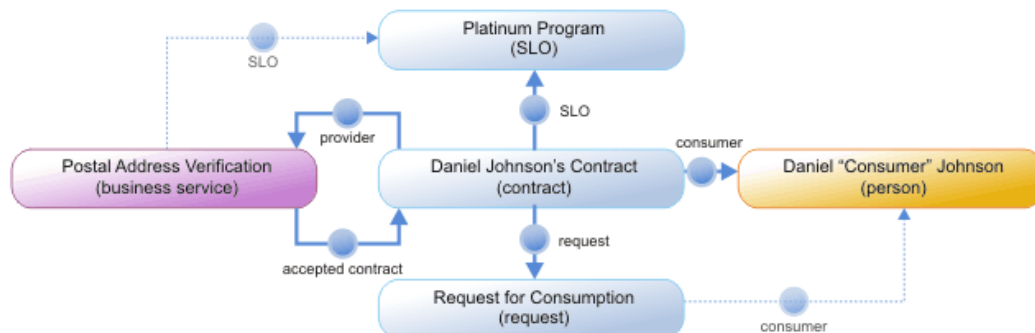 Platinum Program
(SLO)
SLO
SLO
provider
consumer
Postal Address Verification
(business service)
Daniel Johnson’s Contract
(contract)
Daniel “Consumer” Johnson
(person)
request
accepted contract
Request for Consumption
(request)
consumer